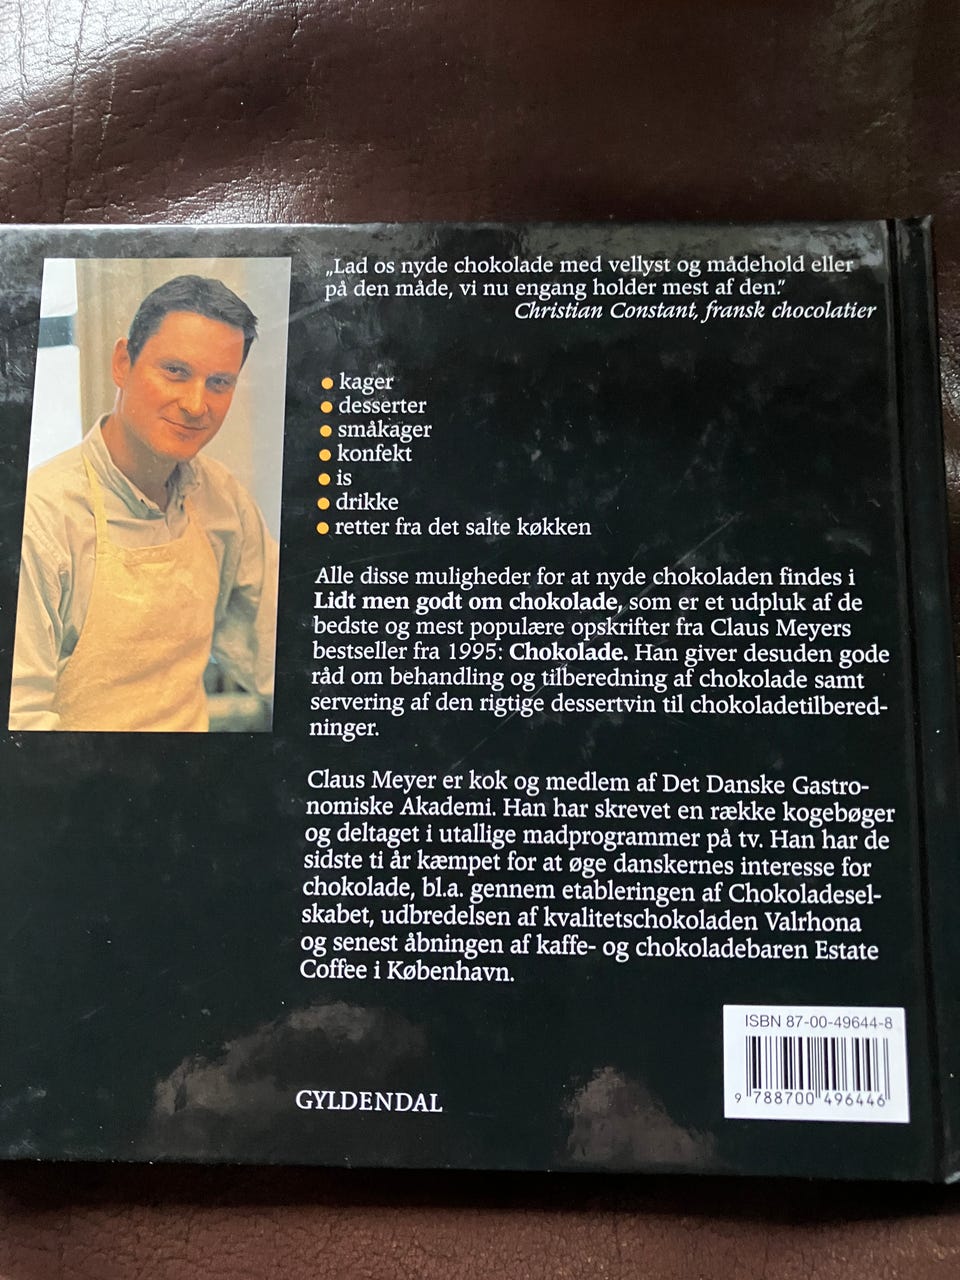 „Lad os nyde chokolade med vellyst og mådehold eller
på den måde, vi nu engang holder mest af den.”
Christian Constant, fransk chocolatier
● kager
● desserter
● småkager
● konfekt
● is
● drikke
● retter fra det salte køkken
Alle disse muligheder for at nyde chokoladen findes i
Lidt men godt om chokolade, som er et udpluk af de
bedste og mest populære opskrifter fra Claus Meyers
bestseller fra 1995: Chokolade. Han giver desuden gode
råd om behandling og tilberedning af chokolade samt
servering af den rigtige dessertvin til chokoladetilbered-
ninger.
Claus Meyer er kok og medlem af Det Danske Gastro-
nomiske Akademi. Han har skrevet en række kogebøger
og deltaget i utallige madprogrammer på tv. Han har de
sidste ti år kæmpet for at øge danskernes interesse for
chokolade, bl.a. gennem etableringen af Chokoladesel-
skabet, udbredelsen af kvalitetschokoladen Valrhona
og senest åbningen af kaffe- og chokoladebaren Estate
Coffee i København.
ISBN 87-00-49644-8
9 788700 496446
GYLDENDAL